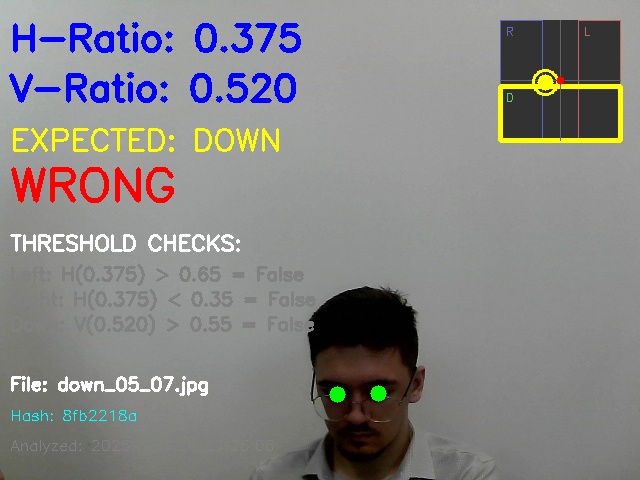 H-Ratio: 0.375
V-Ratio: 0.520
EXPECTED: DOWN
WRONG
THRESHOLD CHECKS:
Left: H(0.375) > 0.65 = False
Right: H(0.375) < 0.35 = False
Down: V(0.520) > 0.55 = False
File: down_05_07.jpg
Hash: 8fb2218a
Analyzed:
R
L
D